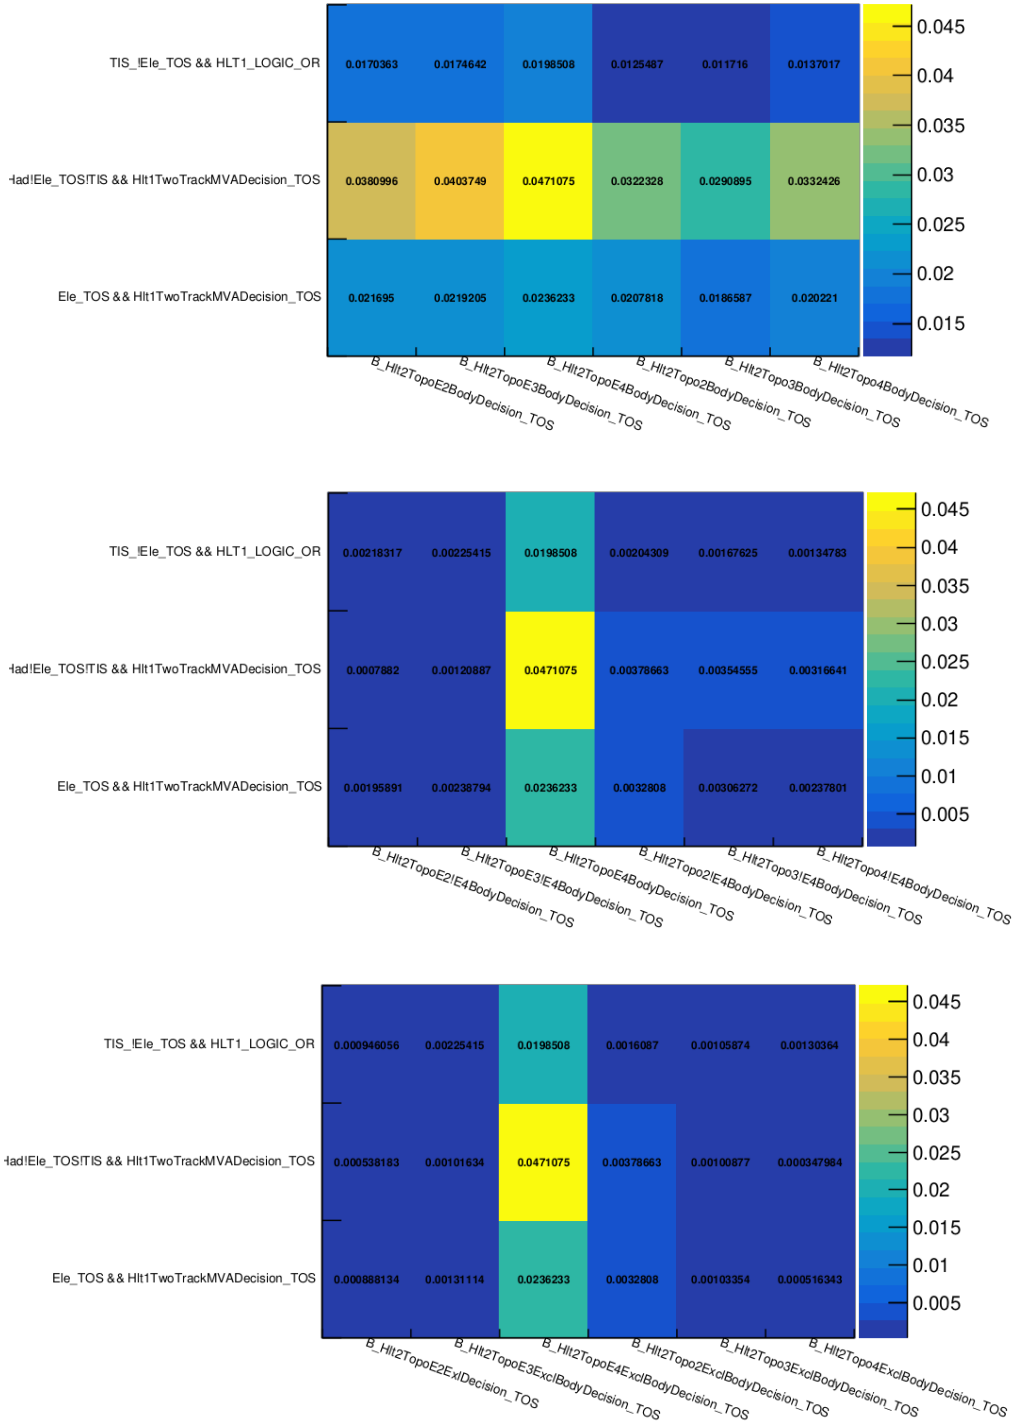 TIS_!Ele_TOS && HLT1_LOGIC_OR
0.0170363 0.0174642 0.0198508 0.0125487 0.011716 0.0137017
Had!Ele_TOS!TIS && Hlt1TwoTrackMVADecision_TOS
0.0380996 0.0403749 0.0471075 0.0322328 0.0290895 0.0332426
Ele_TOS && Hlt1TwoTrackMVADecision_TOS
0.021695 0.0219205 0.0236233 0.0207818 0.0186587 0.020221
B_Hlt2TopoE2BodyDecision_TOS
B_Hlt2TopoE3BodyDecision_TOS
B_Hlt2TopoE4BodyDecision_TOS
B_Hlt2Topo2BodyDecision_TOS
B_Hlt2Topo3BodyDecision_TOS
B_Hlt2Topo4BodyDecision_TOS
0.045
0.04
0.035
0.03
0.025
0.02
0.015
TIS_!Ele_TOS && HLT1_LOGIC_OR
0.00218317 0.00225415 0.0198508 0.00204309 0.00167625 0.00134783
Had!Ele_TOS!TIS && Hlt1TwoTrackMVADecision_TOS
0.0007882 0.00120887 0.0471075 0.00378663 0.00354555 0.00316641
Ele_TOS && Hlt1TwoTrackMVADecision_TOS
0.00195891 0.00238794 0.0236233 0.0032808 0.00306272 0.00237801
B_Hlt2TopoE2!E4BodyDecision_TOS
B_Hlt2TopoE3!E4BodyDecision_TOS
B_Hlt2TopoE4BodyDecision_TOS
B_Hlt2Topo2!E4BodyDecision_TOS
B_Hlt2Topo3!E4BodyDecision_TOS
B_Hlt2Topo4!E4BodyDecision_TOS
0.045
0.04
0.035
0.03
0.025
0.02
0.015
0.01
0.005
TIS_!Ele_TOS && HLT1_LOGIC_OR
0.000946056 0.00225415 0.0198508 0.0016087 0.00105874 0.00130364
Had!Ele_TOS!TIS && Hlt1TwoTrackMVADecision_TOS
0.000538183 0.00101634 0.0471075 0.00378663 0.00100877 0.000347984
Ele_TOS && Hlt1TwoTrackMVADecision_TOS
0.000888134 0.00131114 0.0236233 0.0032808 0.00103354 0.000516343
B_Hlt2TopoE2ExlDecision_TOS
B_Hlt2TopoE3ExclBodyDecision_TOS
B_Hlt2TopoE4ExclBodyDecision_TOS
B_Hlt2Topo2ExclBodyDecision_TOS
B_Hlt2Topo3ExclBodyDecision_TOS
B_Hlt2Topo4ExclBodyDecision_TOS
0.045
0.04
0.035
0.03
0.025
0.02
0.015
0.01
0.005